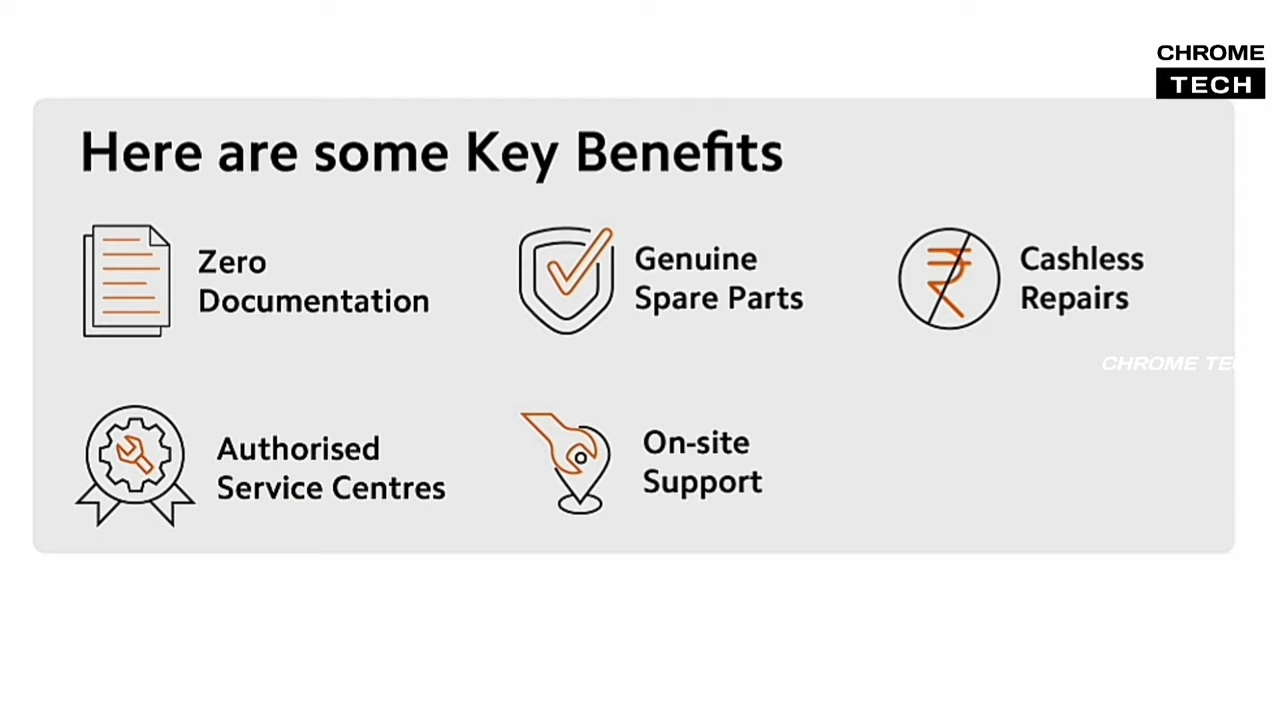 CHROME
TECH
Here are some Key Benefits
Zero
Documentation
Genuine
Spare Parts
Cashless
Repairs
CHROME
Authorised
Service Centres
On-site
Support